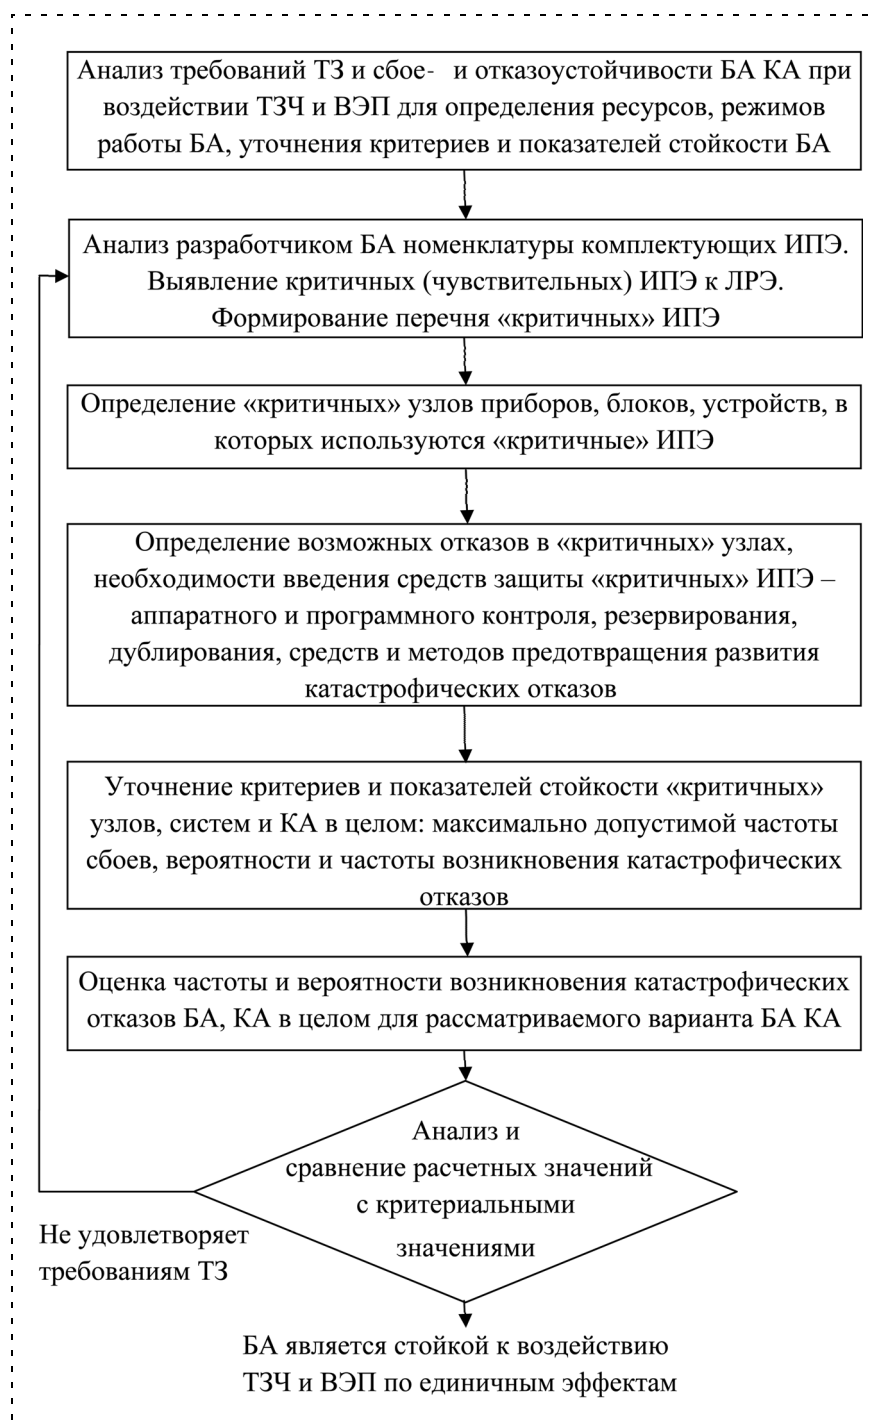 Анализ требований ТЗ и сбое- и отказоустойчивости БА КА при
воздействии ТЗЧ и ВЭП для определения ресурсов, режимов
работы БА, уточнения критериев и показателей стойкости БА
Анализ разработчиком БА номенклатуры комплектующих ИПЭ.
Выявление критичных (чувствительных) ИПЭ к ЛРЭ.
Формирование перечня «критичных» ИПЭ
Определение «критичных» узлов приборов, блоков, устройств, в
которых используются «критичные» ИПЭ
Определение возможных отказов в «критичных» узлах,
необходимости введения средств защиты «критичных» ИПЭ –
аппаратного и программного контроля, резервирования,
дублирования, средств и методов предотвращения развития
катастрофических отказов
Уточнение критериев и показателей стойкости «критичных»
узлов, систем и КА в целом: максимально допустимой частоты
сбоев, вероятности и частоты возникновения катастрофических
отказов
Оценка частоты и вероятности возникновения катастрофических
отказов БА, КА в целом для рассматриваемого варианта БА КА
Анализ и
сравнение расчетных значений
с критериальными
значениями
Не удовлетворяет
требованиям ТЗ
БА является стойкой к воздействию
ТЗЧ и ВЭП по единичным эффектам